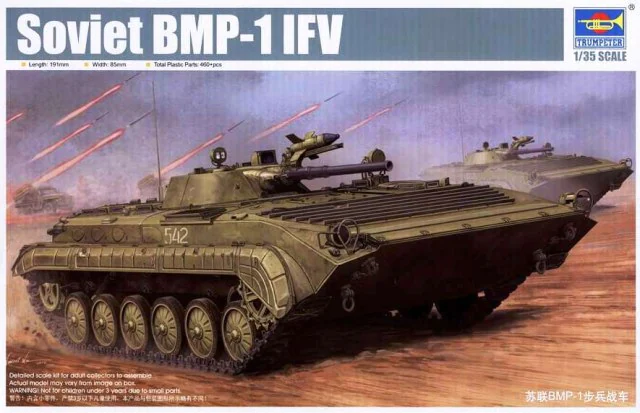 Soviet BMP-1 IFV
Length: 191mm
Width: 85mm
Total Plastic Parts: 460+pcs
TRUMPETER
®
1/35 SCALE
542
Detailed scale kit for adult collectors to assemble.
Actual model may vary from image on box.
WARNING! Not for children under 3 years due to small parts.
苏联BMP-1步兵战车